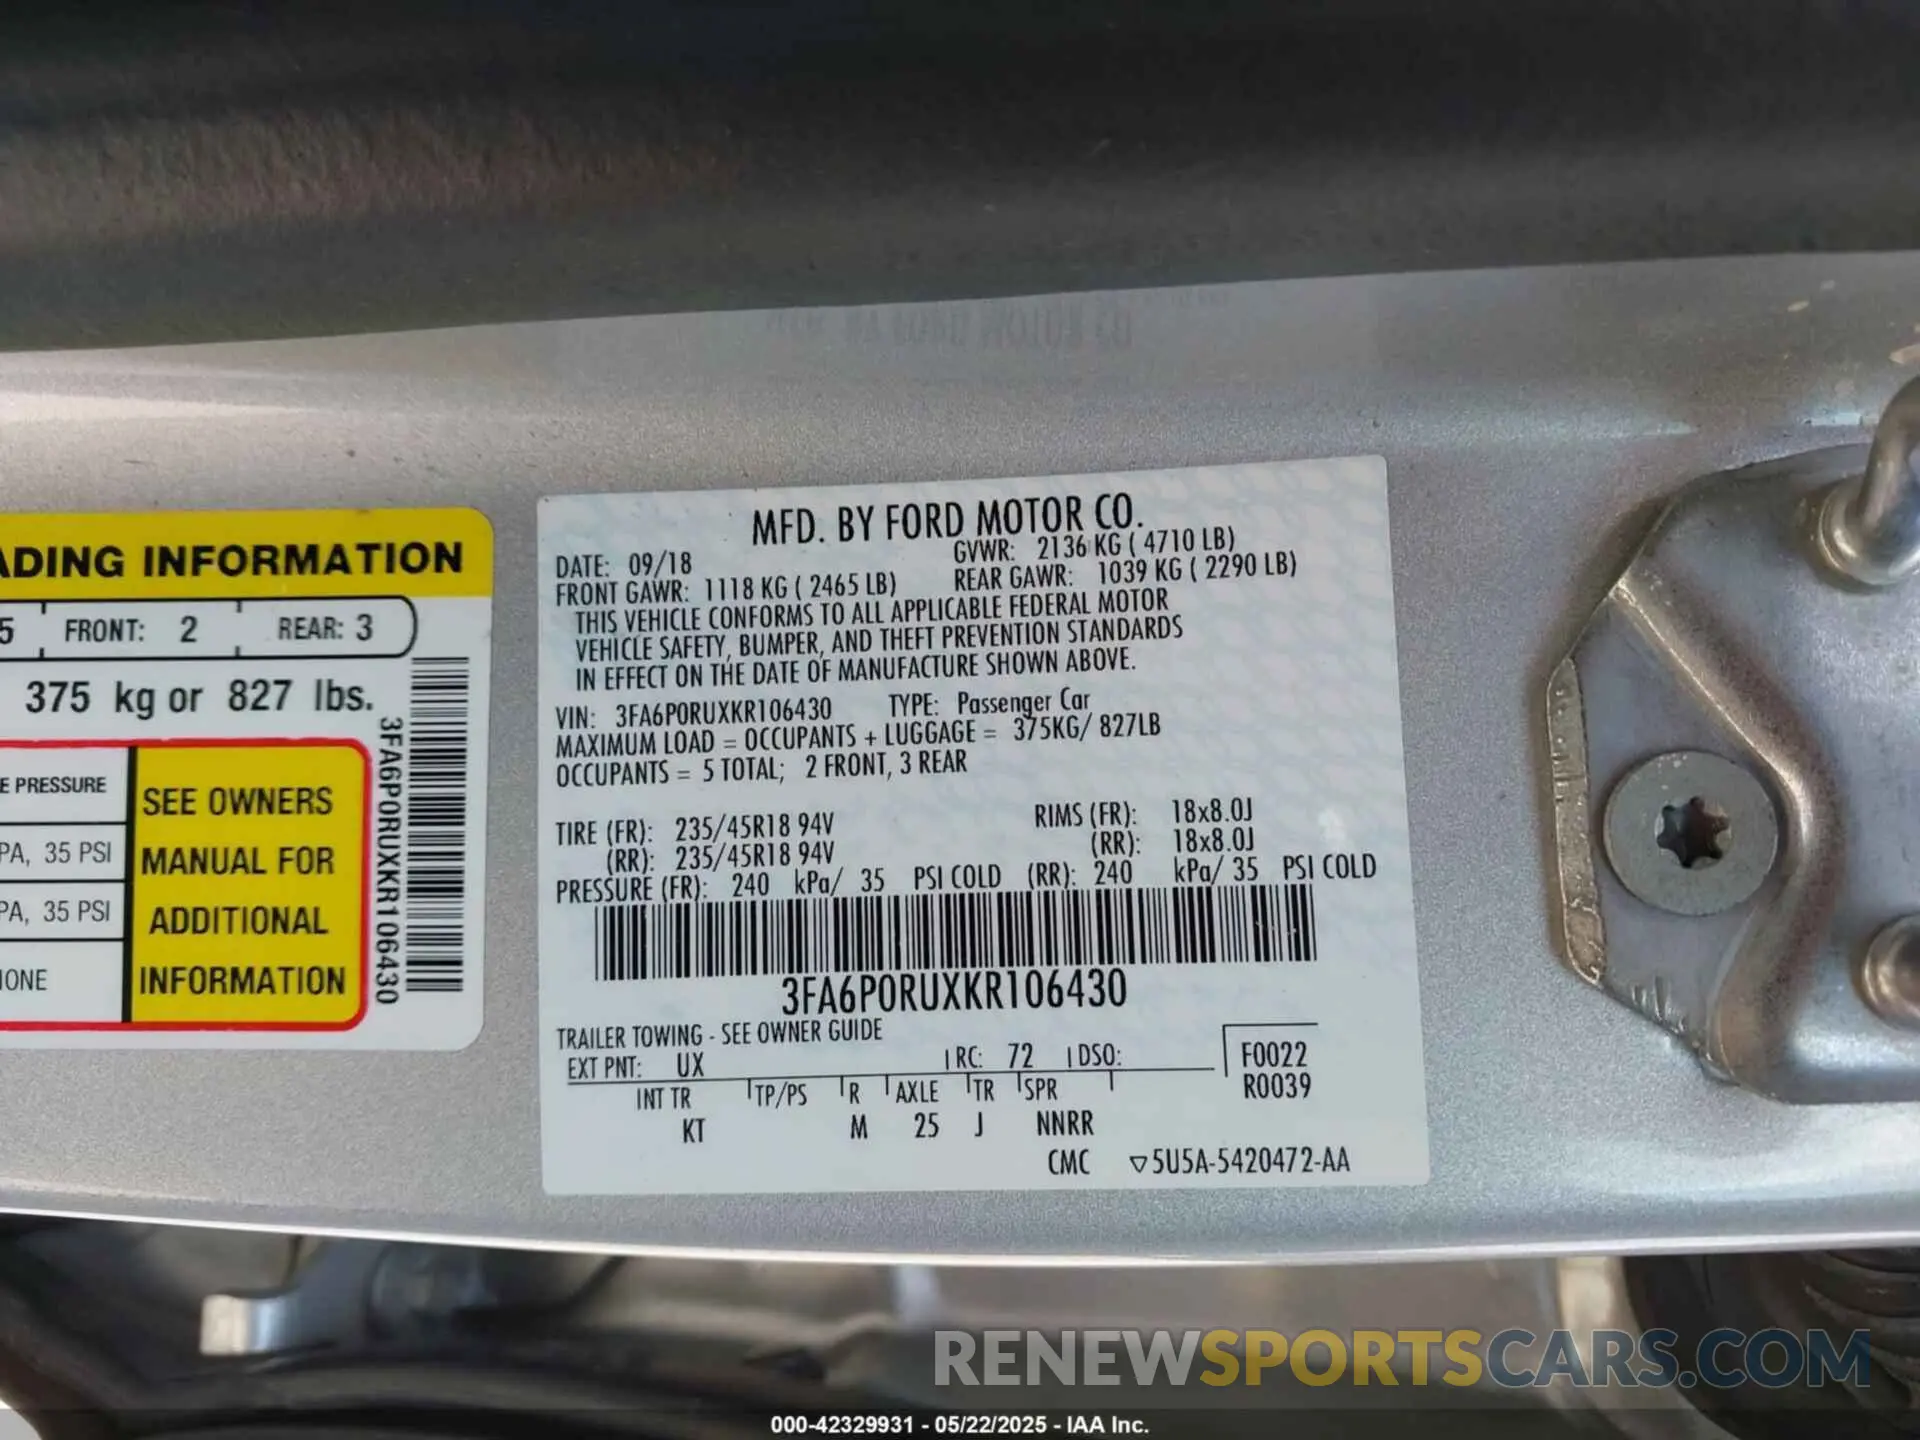 ADING INFORMATION
5 FRONT: 2 REAR: 3
375 kg or 827 lbs.
E PRESSURE
PA, 35 PSI
PA, 35 PSI
IONE
SEE OWNERS
MANUAL FOR
ADDITIONAL
INFORMATION
3FA6P0RUXKR106430
MFD. BY FORD MOTOR CO.
DATE: 09/18 GVWR: 2136 KG ( 4710 LB)
FRONT GAWR: 1118 KG ( 2465 LB) REAR GAWR: 1039 KG ( 2290 LB)
THIS VEHICLE CONFORMS TO ALL APPLICABLE FEDERAL MOTOR
VEHICLE SAFETY, BUMPER, AND THEFT PREVENTION STANDARDS
IN EFFECT ON THE DATE OF MANUFACTURE SHOWN ABOVE.
VIN: 3FA6P0RUXKR106430 TYPE: Passenger Car
MAXIMUM LOAD = OCCUPANTS + LUGGAGE = 375KG/ 827LB
OCCUPANTS = 5 TOTAL; 2 FRONT, 3 REAR
TIRE (FR): 235/45R18 94V RIMS (FR): 18x8.0J
(RR): 235/45R18 94V (RR): 18x8.0J
PRESSURE (FR): 240 kPa/ 35 PSI COLD (RR): 240 kPa/ 35 PSI COLD
3FA6P0RUXKR106430
TRAILER TOWING - SEE OWNER GUIDE
EXT PNT: UX RC: 72 DSO: F0022
INT TR TP/PS R AXLE TR SPR R0039
KT M 25 J NNRR
CMC ▽5U5A-5420472-AA
RENEWSPORTSCARS.COM
000-42329931 - 05/22/2025 - IAA Inc.